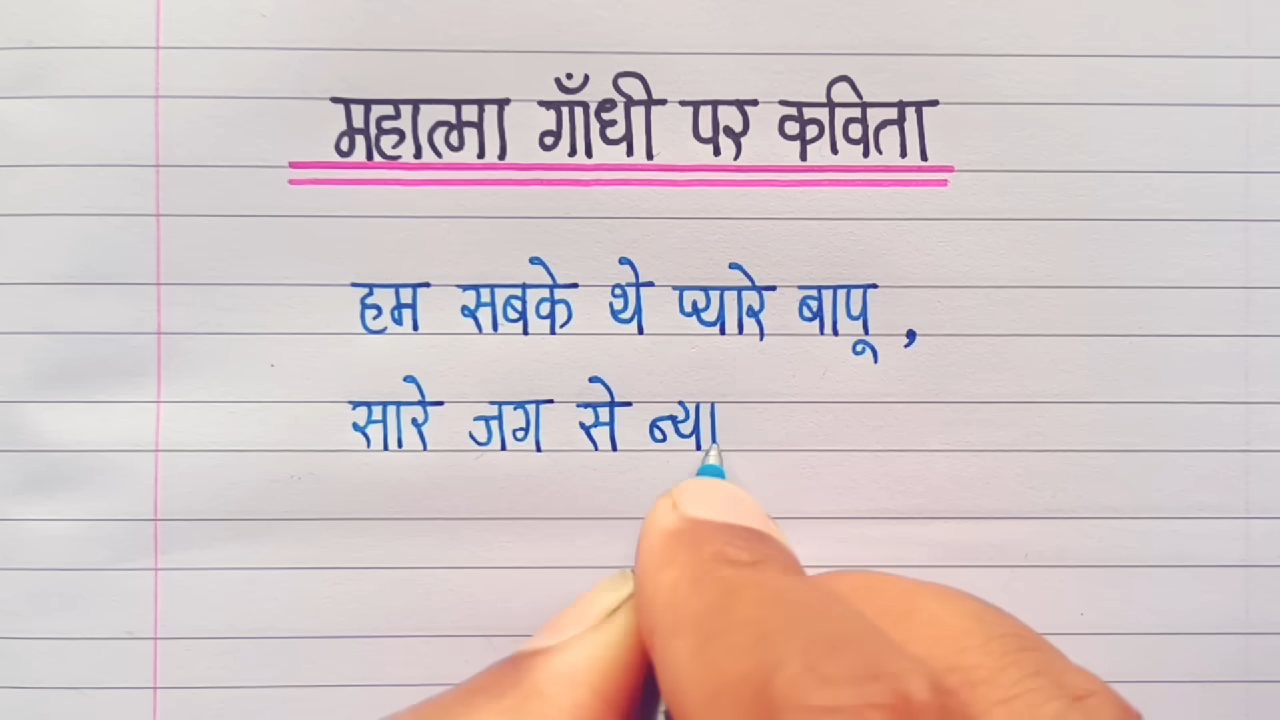 महात्मा गाँधी पर कविता
हम सबके थे प्यारे बापू ,
सारे जग से न्या